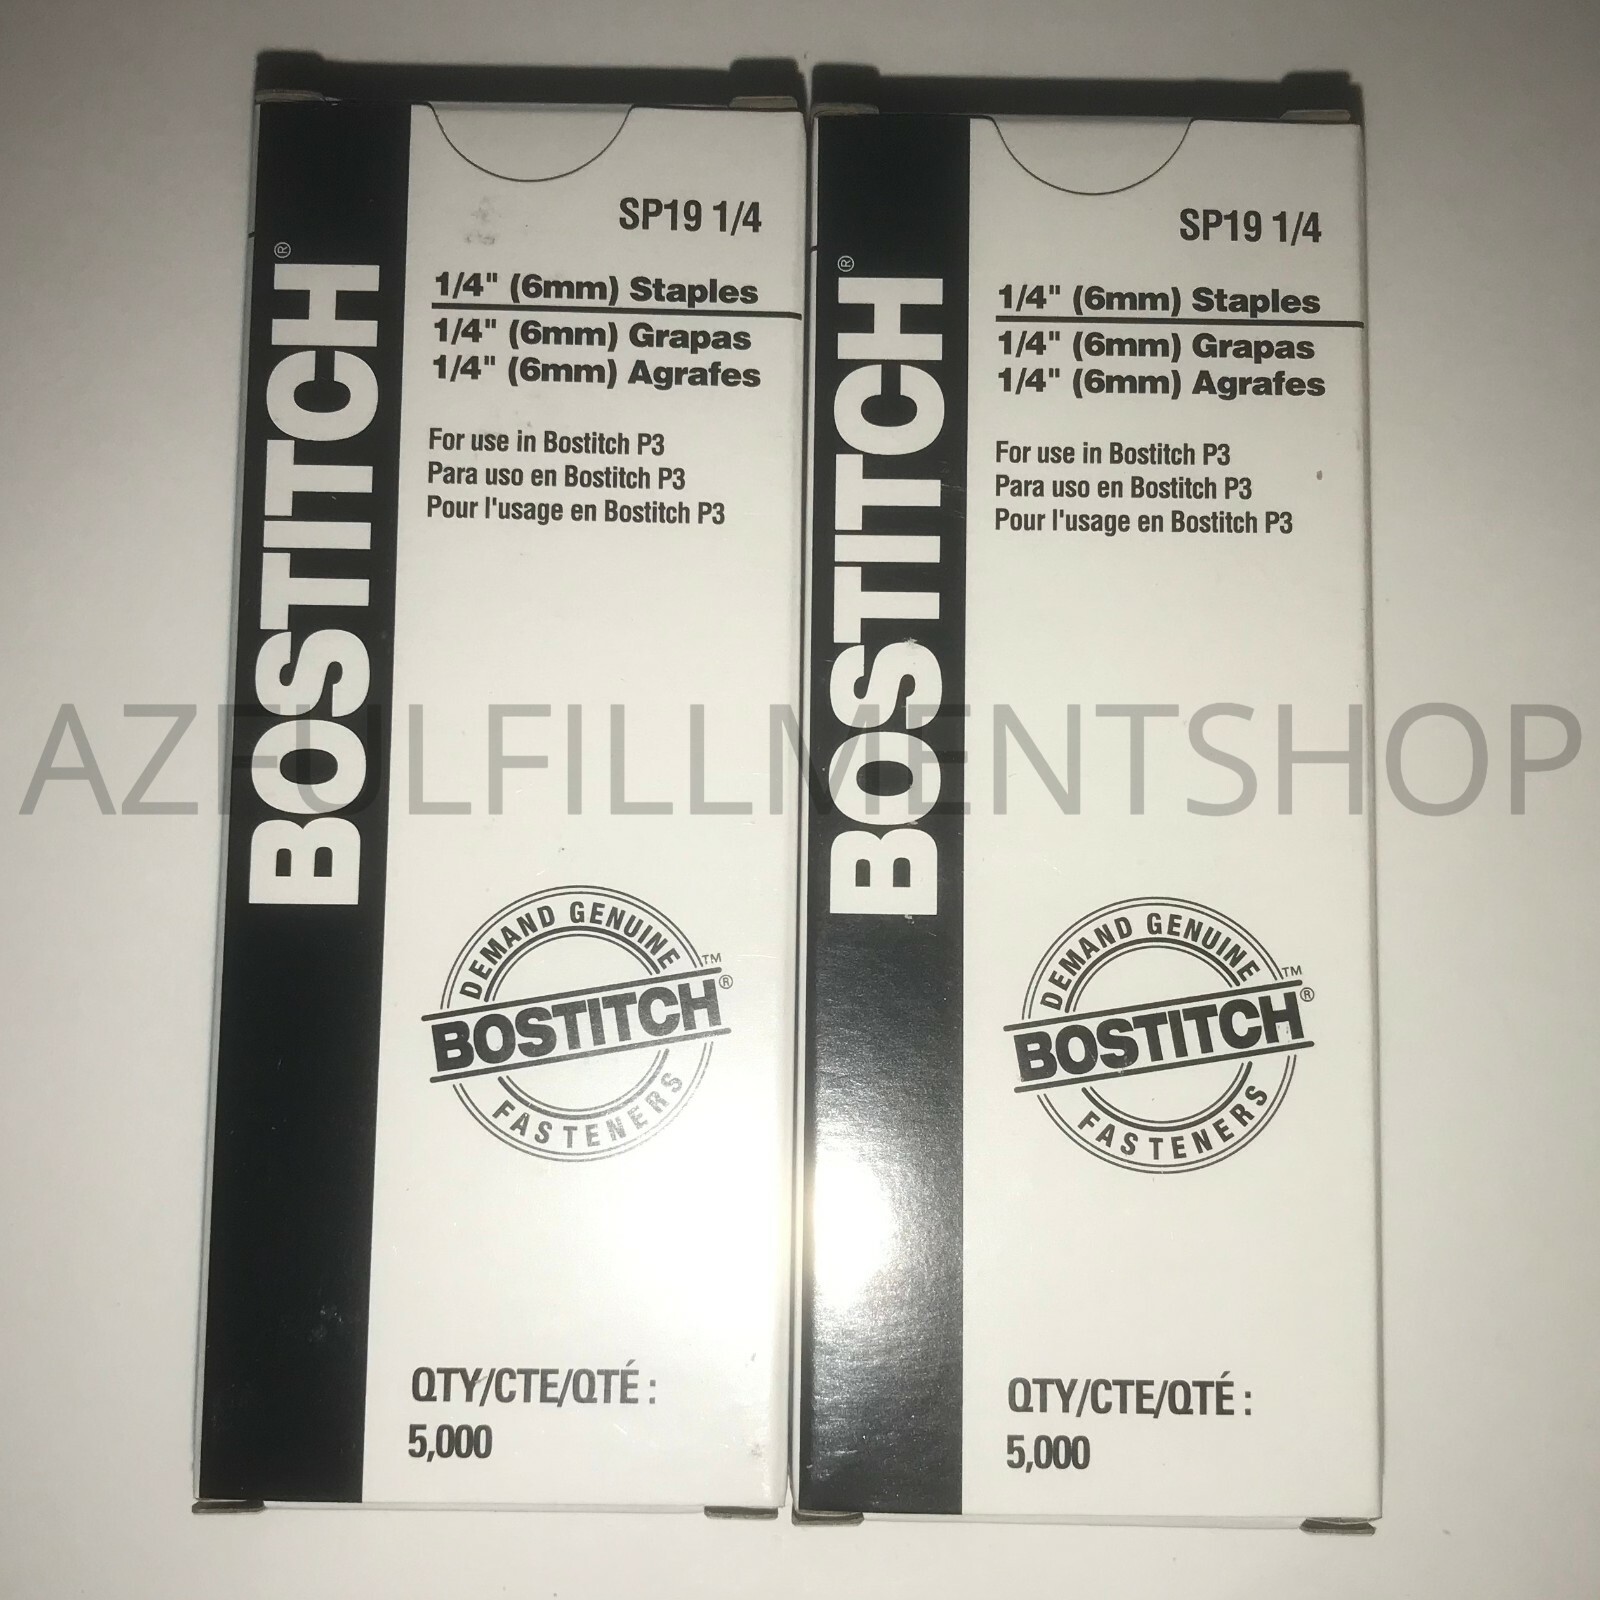 BOSTITCH®
SP19 1/4
1/4" (6mm) Staples
1/4" (6mm) Grapas
1/4" (6mm) Agrafes
For use in Bostitch P3
Para uso en Bostitch P3
Pour l'usage en Bostitch P3
DEMAND GENUINE
BOSTITCH®
FASTENERS
TM
QTY/CTE/QTÉ :
5,000
BOSTITCH®
SP19 1/4
1/4" (6mm) Staples
1/4" (6mm) Grapas
1/4" (6mm) Agrafes
For use in Bostitch P3
Para uso en Bostitch P3
Pour l'usage en Bostitch P3
DEMAND GENUINE
BOSTITCH®
FASTENERS
TM
QTY/CTE/QTÉ :
5,000
AZFULFILLMENTSHOP